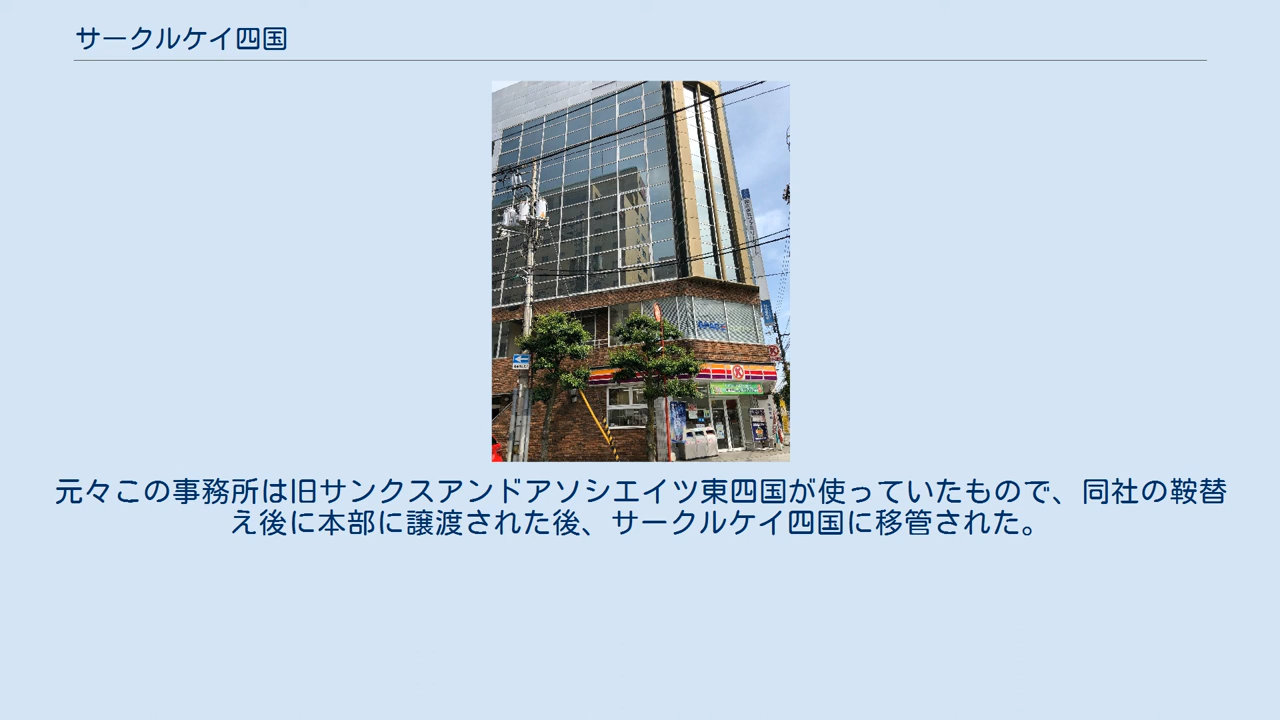 サークルケイ四国
元々この事務所は旧サンクスアンドアソシエイツ東四国が使っていたもので、同社の鞍替
え後に本部に譲渡された後、サークルケイ四国に移管された。